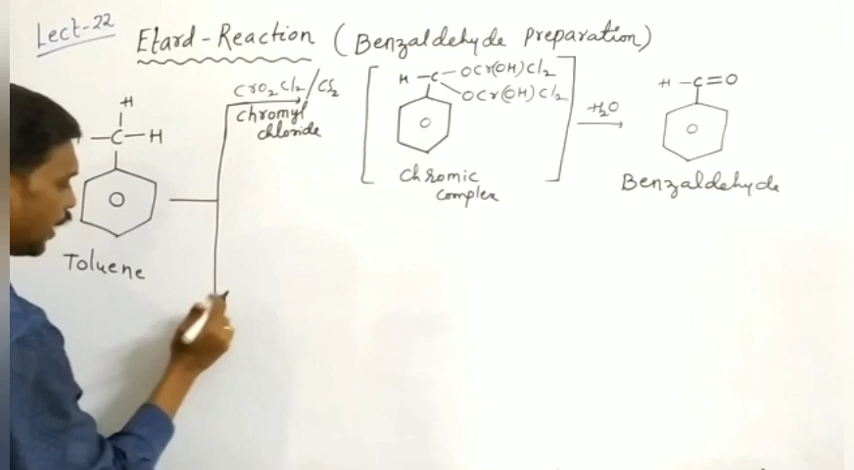 Lect-22
Etard-Reaction (Benzaldehyde Preparation)
H
-C-H
Toluene
CrO2Cl2/CS2
chromyl
chloride
H-C-OCr(OH)Cl2
OCr(OH)Cl2
Chromic
complex
H2O
H-C=O
Benzaldehyde